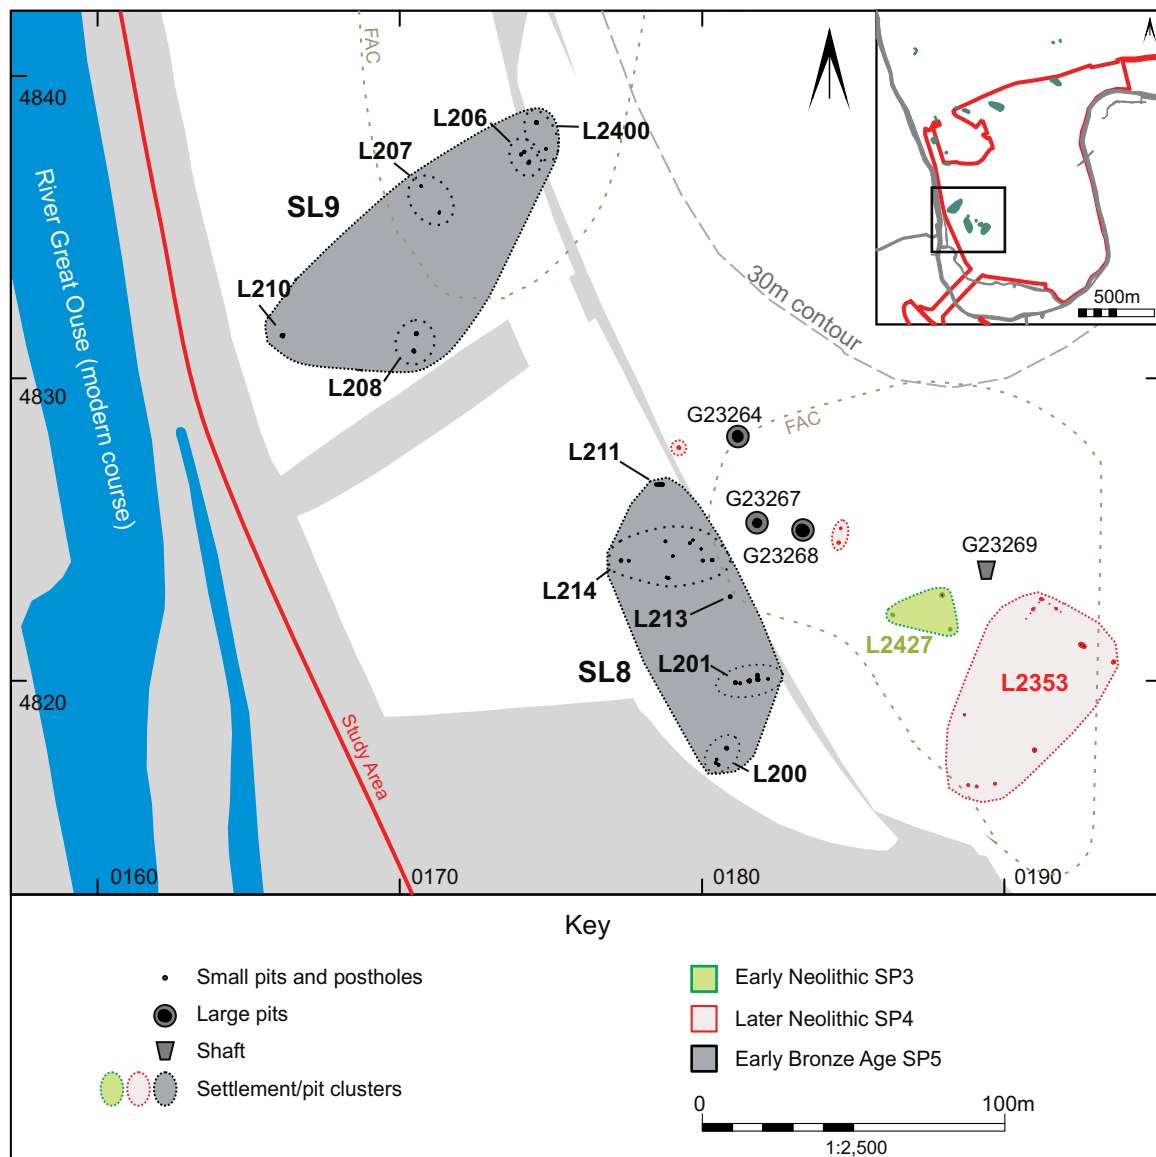 FAC
4840
L206
L2400
L207
SL9
River Great Ouse (modern course)
500m
30m contour
L210
L208
4830
G23264
FAC
L211
G23267
G23268
G23269
L214
L213
L2427
L201
SL8
L2353
4820
Study Area
L200
0160
0170
0180
0190
Key
Small pits and postholes
Large pits
Shaft
Settlement/pit clusters
Early Neolithic SP3
Later Neolithic SP4
Early Bronze Age SP5
0
100m
1:2,500